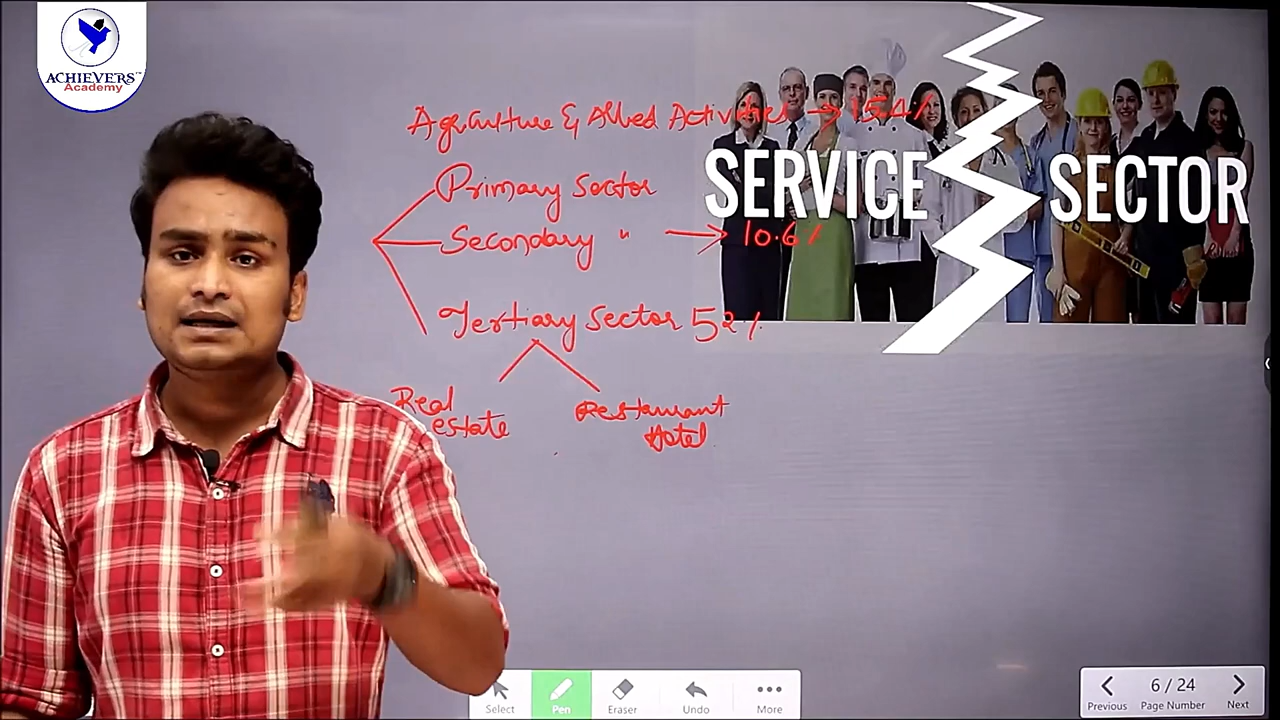 ACHIEVERS™
Academy
Agriculture & Allied Activities → 15.4%
Primary Sector
SERVICE SECTOR
Secondary " → 10.6%
Tertiary Sector 52%
Real estate
Restaurant Hotel
Select
Pen
Eraser
Undo
More
Previous
6 / 24
Page Number
Next